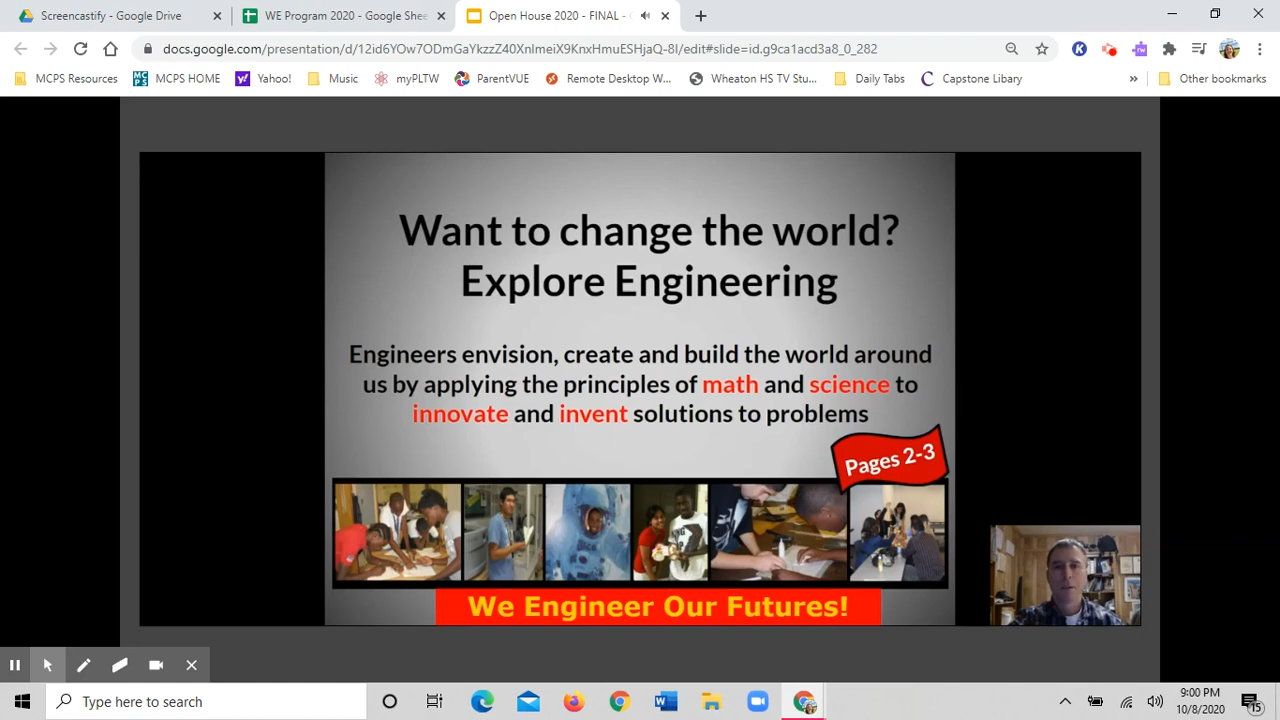 Screencastify - Google Drive
WE Program 2020 - Google Shee
Open House 2020 - FINAL -
docs.google.com/presentation/d/12id6YOw7ODmGaYkzzZ40XnImeiX9KnxHmuESHjaQ-8I/edit#slide=id.g9ca1acd3a8_0_282
MCPS Resources
MCPS HOME
Yahoo!
Music
myPLTW
ParentVUE
Remote Desktop W...
Wheaton HS TV Stu...
Daily Tabs
Capstone Library
»
Other bookmarks
Want to change the world?
Explore Engineering
Engineers envision, create and build the world around
us by applying the principles of math and science to
innovate and invent solutions to problems
Pages 2-3
We Engineer Our Futures!
Type here to search
9:00 PM
10/8/2020
15